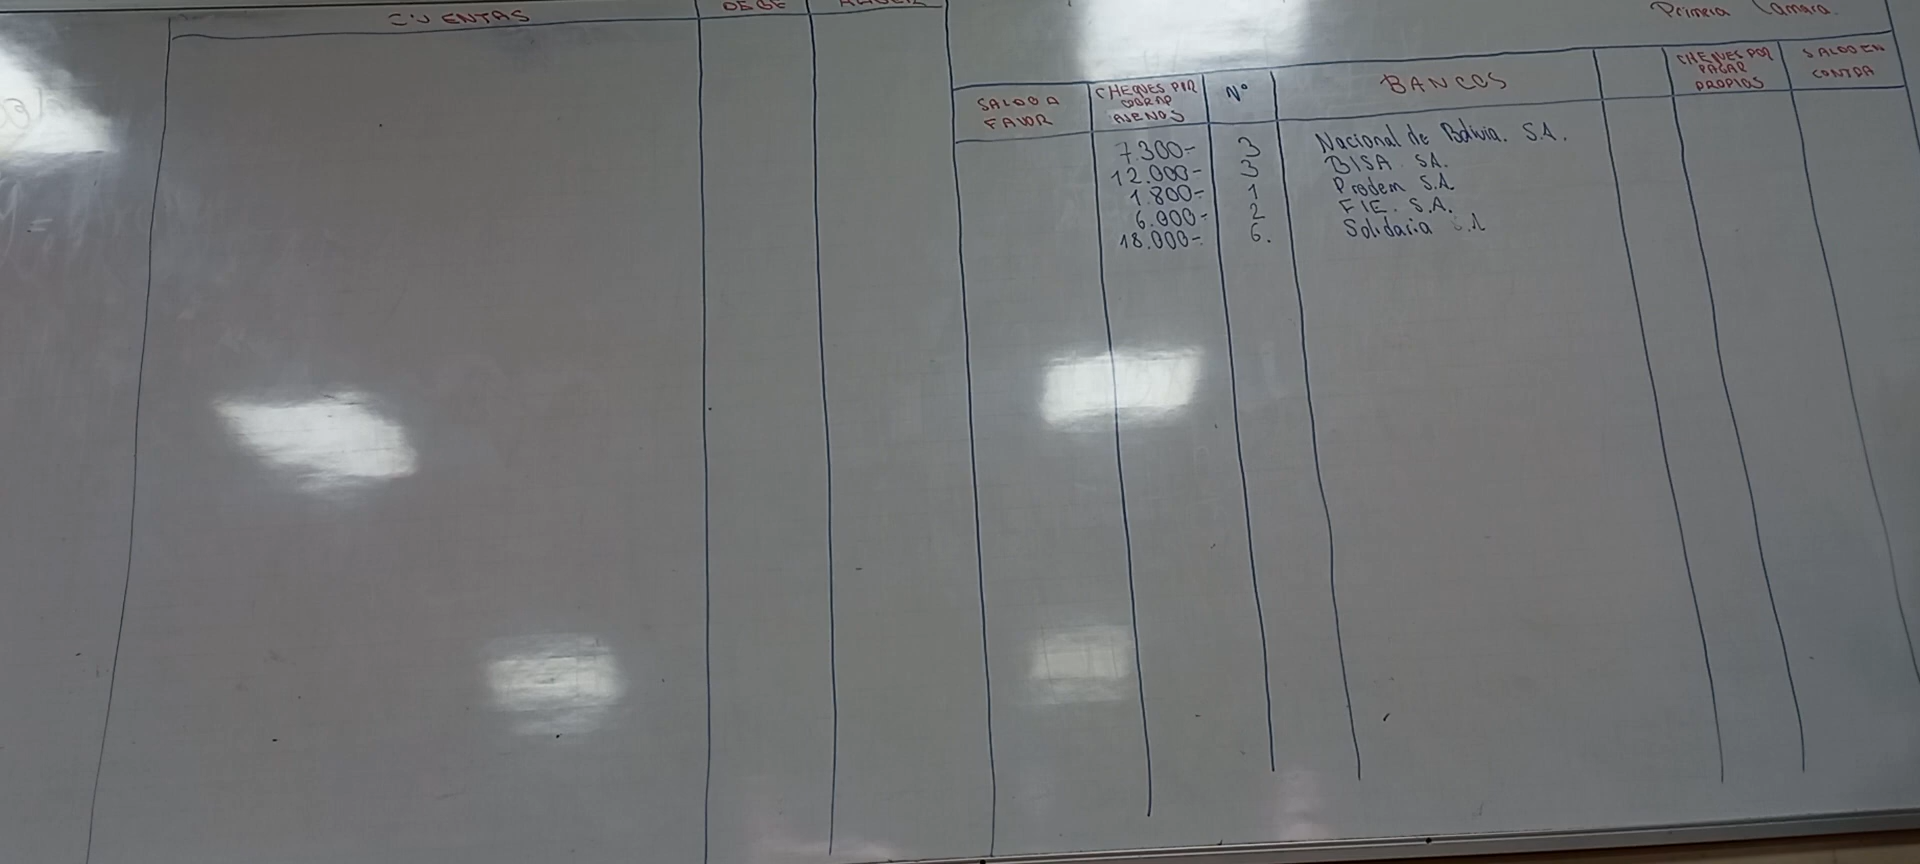 CUENTAS DEBE HABER
Primera Camara.
SALDO A
FAVOR
CHEQUES POR
COBRAR
AJENOS
N°
BANCOS
CHEQUES POR
PAGAR
PROPIOS
SALDO EN
CONTRA
7.300- 3 Nacional de Bolivia. S.A.
12.000- 3 BISA S.A.
1.800- 1 Prodem S.A.
6.000- 2 FIE. S.A.
18.000- 6. Solidaria S.A